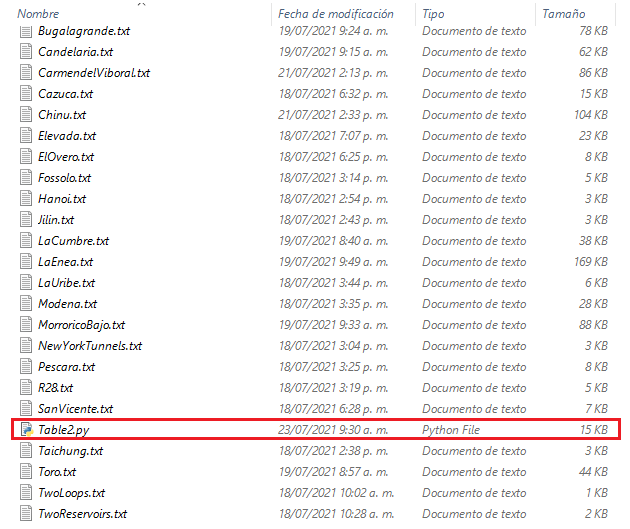 Nombre Fecha de modificación Tipo Tamaño
Bugalagrande.txt 19/07/2021 9:24 a. m. Documento de texto 78 KB
Candelaria.txt 19/07/2021 9:15 a. m. Documento de texto 62 KB
CarmendelViboral.txt 21/07/2021 2:13 p. m. Documento de texto 86 KB
Cazuca.txt 18/07/2021 6:32 p. m. Documento de texto 15 KB
Chinu.txt 21/07/2021 2:33 p. m. Documento de texto 104 KB
Elevada.txt 18/07/2021 7:07 p. m. Documento de texto 23 KB
ElOvero.txt 18/07/2021 6:25 p. m. Documento de texto 8 KB
Fossolo.txt 18/07/2021 3:14 p. m. Documento de texto 5 KB
Hanoi.txt 18/07/2021 2:54 p. m. Documento de texto 3 KB
Jilin.txt 18/07/2021 2:43 p. m. Documento de texto 3 KB
LaCumbre.txt 19/07/2021 8:40 a. m. Documento de texto 38 KB
LaEnea.txt 19/07/2021 9:49 a. m. Documento de texto 169 KB
LaUribe.txt 18/07/2021 3:44 p. m. Documento de texto 6 KB
Modena.txt 18/07/2021 3:35 p. m. Documento de texto 28 KB
MorroricoBajo.txt 19/07/2021 9:33 a. m. Documento de texto 88 KB
NewYorkTunnels.txt 18/07/2021 3:04 p. m. Documento de texto 3 KB
Pescara.txt 18/07/2021 3:25 p. m. Documento de texto 8 KB
R28.txt 18/07/2021 3:19 p. m. Documento de texto 5 KB
SanVicente.txt 18/07/2021 6:28 p. m. Documento de texto 7 KB
Table2.py 23/07/2021 9:30 a. m. Python File 15 KB
Taichung.txt 18/07/2021 2:38 p. m. Documento de texto 3 KB
Toro.txt 19/07/2021 8:57 a. m. Documento de texto 44 KB
TwoLoops.txt 18/07/2021 10:02 a. m. Documento de texto 3 KB
TwoReservoirs.txt 18/07/2021 10:28 a. m. Documento de texto 2 KB